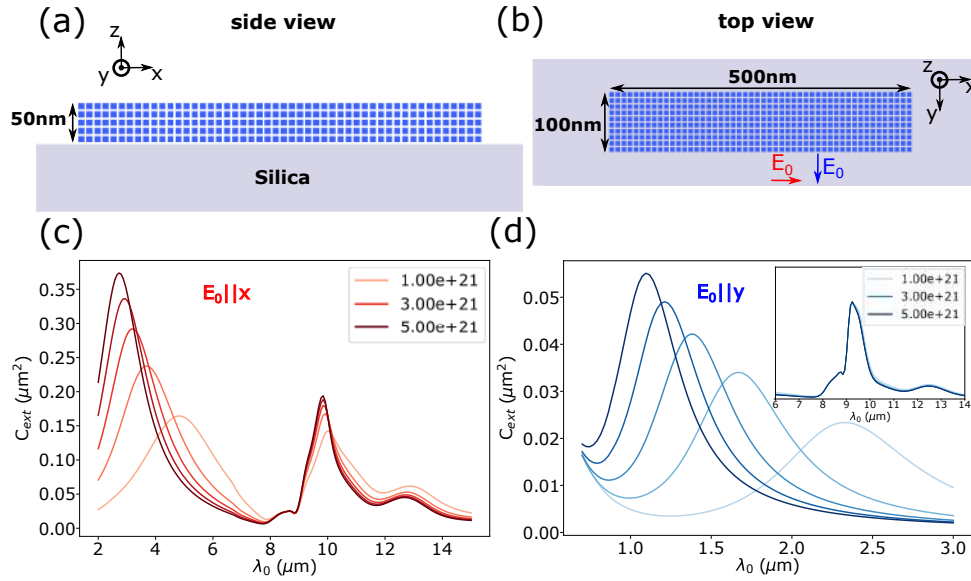 (a) side view
z
y x
50nm
Silica
(b) top view
500nm
z
x
y
100nm
E0 E0
(c)
E0||x
1.00e+21
3.00e+21
5.00e+21
0.35
0.30
0.25
0.20
0.15
0.10
0.05
0.00
Cext (μm²)
2 4 6 8 10 12 14
λ0 (μm)
(d)
E0||y
1.00e+21
3.00e+21
5.00e+21
6 7 8 9 10 11 12 13 14
λ0 (μm)
0.05
0.04
0.03
0.02
0.01
0.00
Cext (μm²)
1.0 1.5 2.0 2.5 3.0
λ0 (μm)